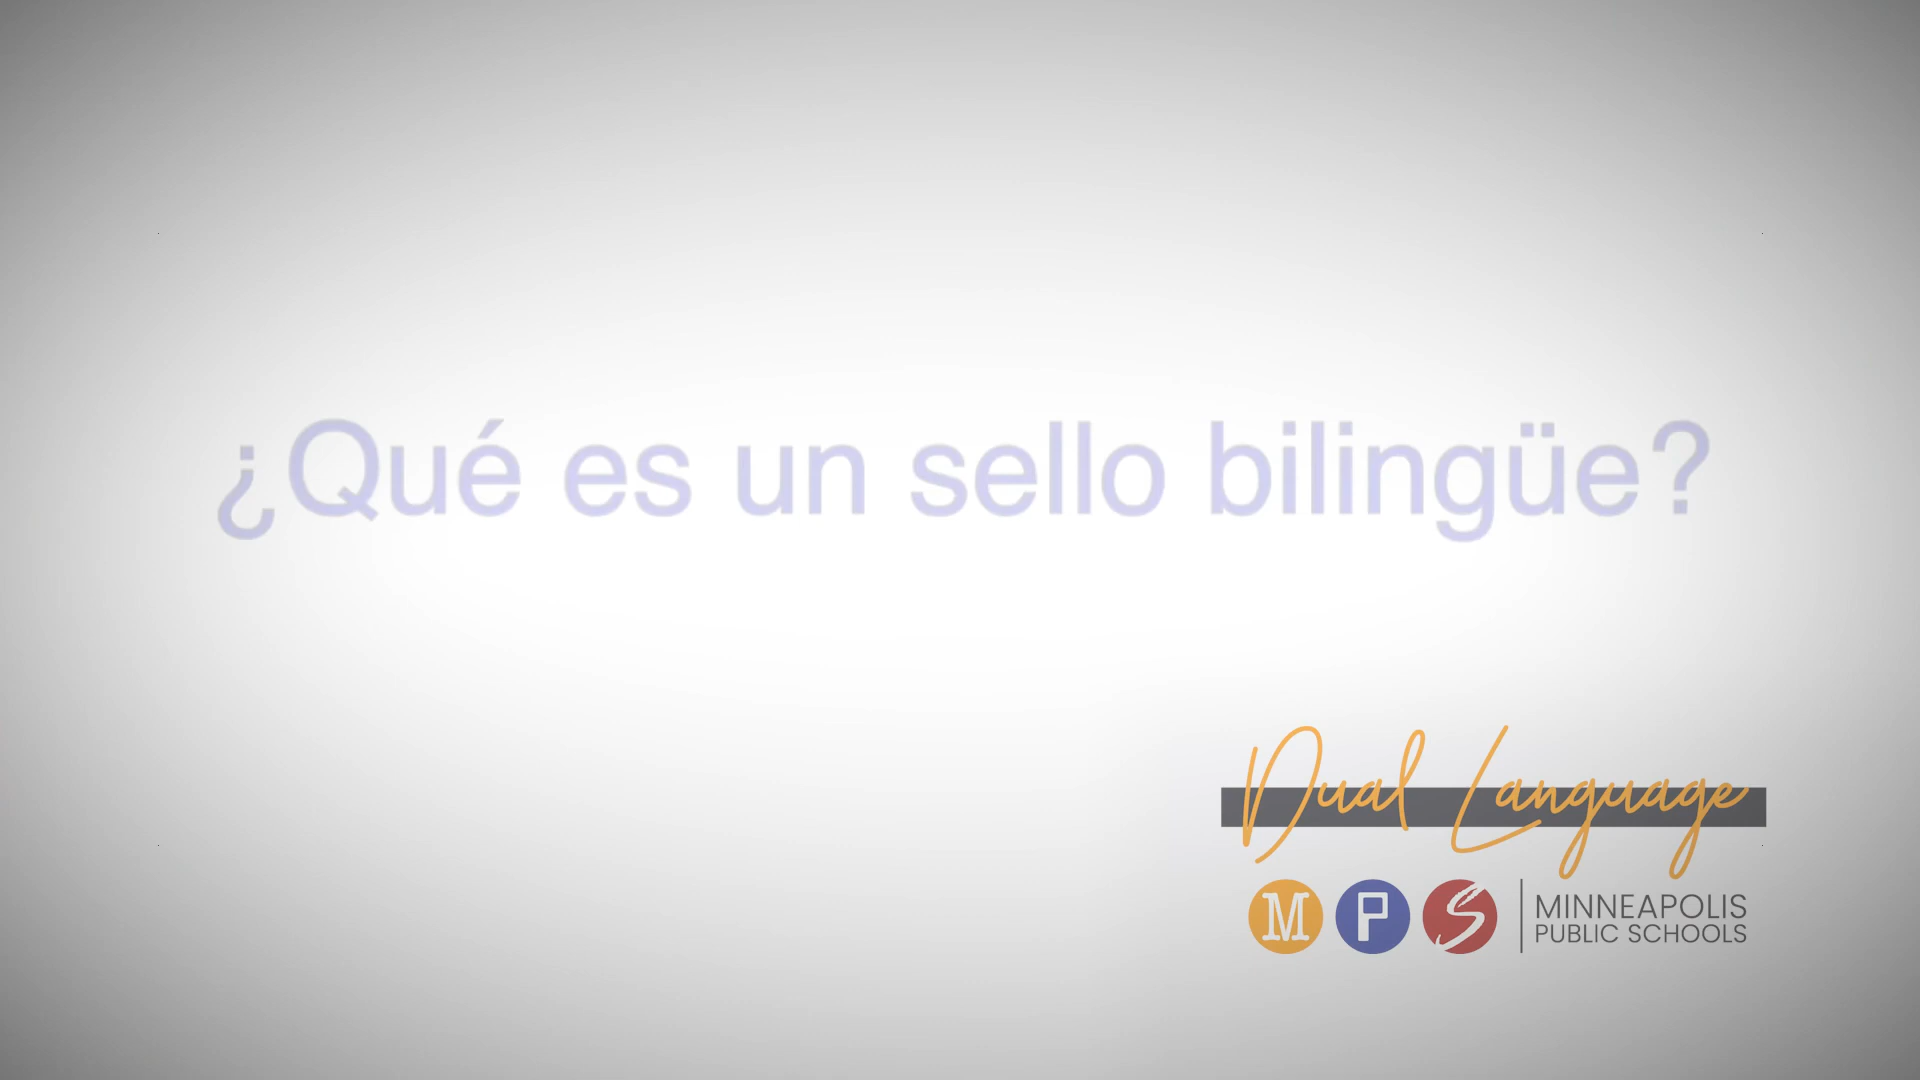 ¿Qué es un sello bilingüe?
Dual Language
M P S
MINNEAPOLIS
PUBLIC SCHOOLS